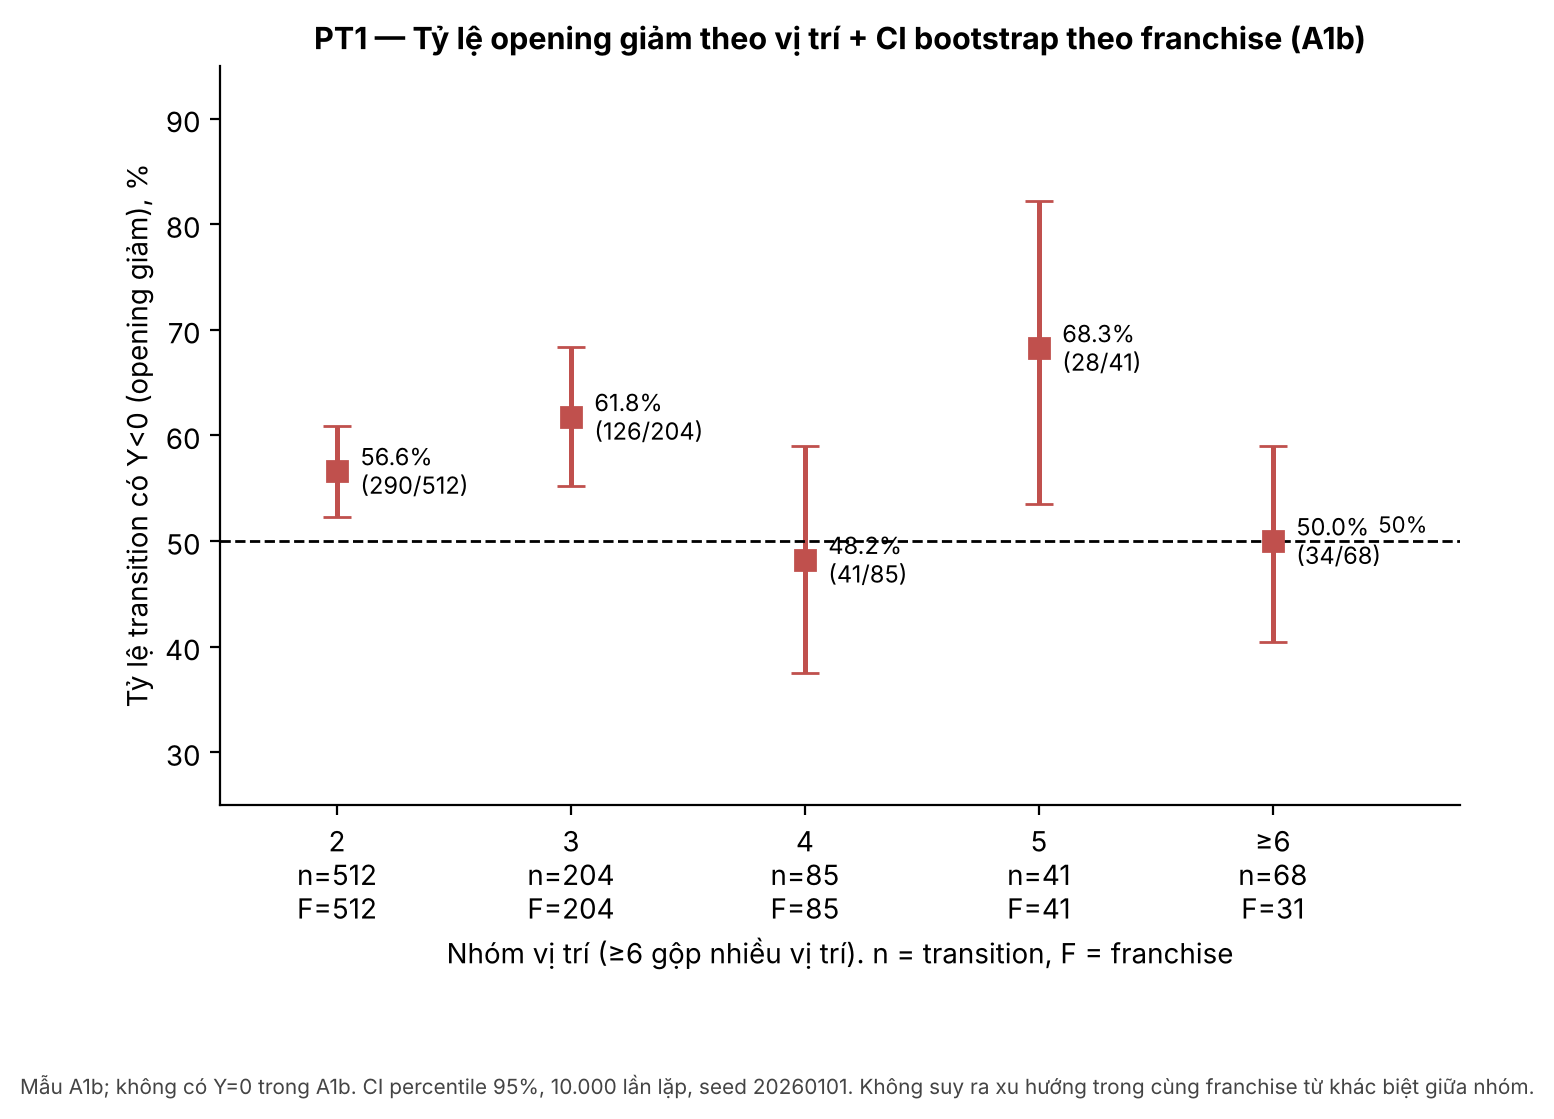 PT1 — Tỷ lệ opening giảm theo vị trí + CI bootstrap theo franchise (A1b)
Tỷ lệ transition có Y<0 (opening giảm), %
90
80
70
60
50
40
30
56.6%
(290/512)
61.8%
(126/204)
48.2%
(41/85)
68.3%
(28/41)
50.0%
(34/68)
50%
2
n=512
F=512
3
n=204
F=204
4
n=85
F=85
5
n=41
F=41
≥6
n=68
F=31
Nhóm vị trí (≥6 gộp nhiều vị trí). n = transition, F = franchise
Mẫu A1b; không có Y=0 trong A1b. CI percentile 95%, 10.000 lần lặp, seed 20260101. Không suy ra xu hướng trong cùng franchise từ khác biệt giữa nhóm.